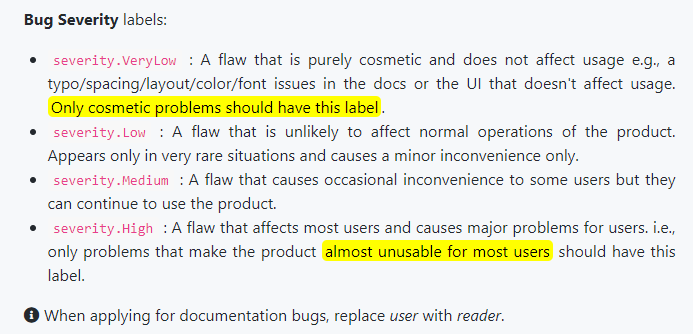 Bug Severity labels:
severity.VeryLow : A flaw that is purely cosmetic and does not affect usage e.g., a
typo/spacing/layout/color/font issues in the docs or the UI that doesn't affect usage.
Only cosmetic problems should have this label.
severity.Low : A flaw that is unlikely to affect normal operations of the product.
Appears only in very rare situations and causes a minor inconvenience only.
severity.Medium : A flaw that causes occasional inconvenience to some users but they
can continue to use the product.
severity.High : A flaw that affects most users and causes major problems for users. i.e.,
only problems that make the product almost unusable for most users should have this
label.
When applying for documentation bugs, replace user with reader.